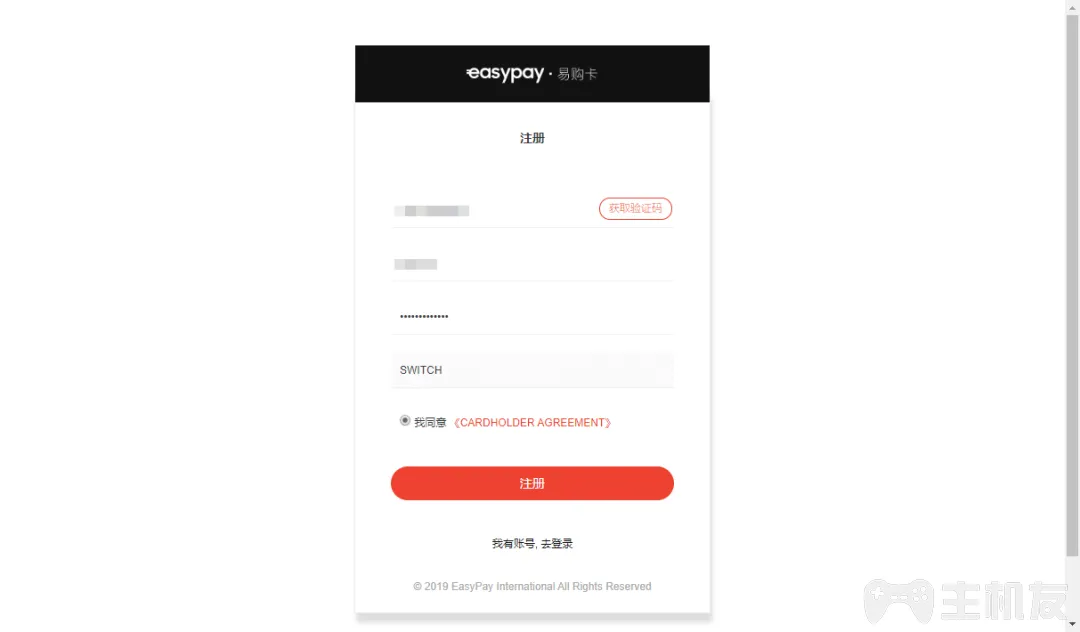 easypay · 易购卡
注册
获取验证码
•••••••••••••
SWITCH
我同意 《CARDHOLDER AGREEMENT》
注册
我有账号, 去登录
© 2019 EasyPay International All Rights Reserved
主机友